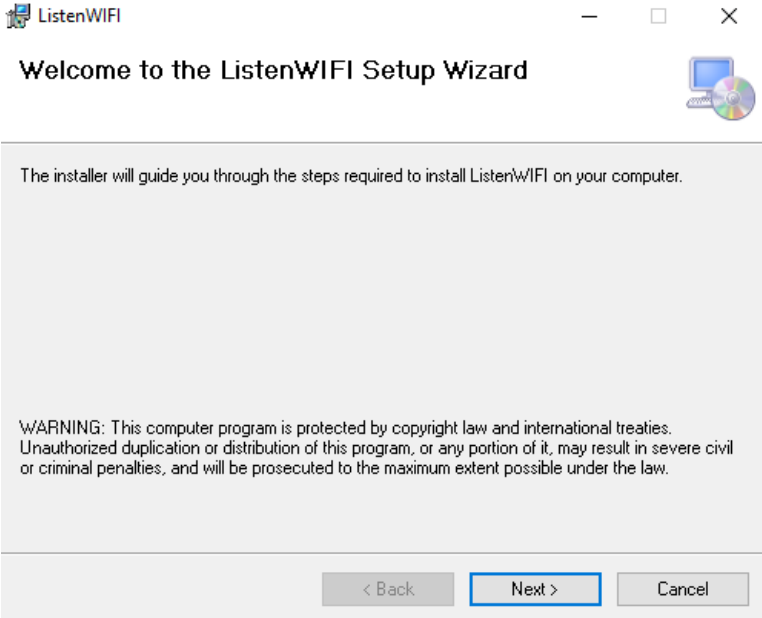 ListenWIFI
Welcome to the ListenWIFI Setup Wizard
The installer will guide you through the steps required to install ListenWIFI on your computer.
WARNING: This computer program is protected by copyright law and international treaties.
Unauthorized duplication or distribution of this program, or any portion of it, may result in severe civil
or criminal penalties, and will be prosecuted to the maximum extent possible under the law.
< Back
Next >
Cancel